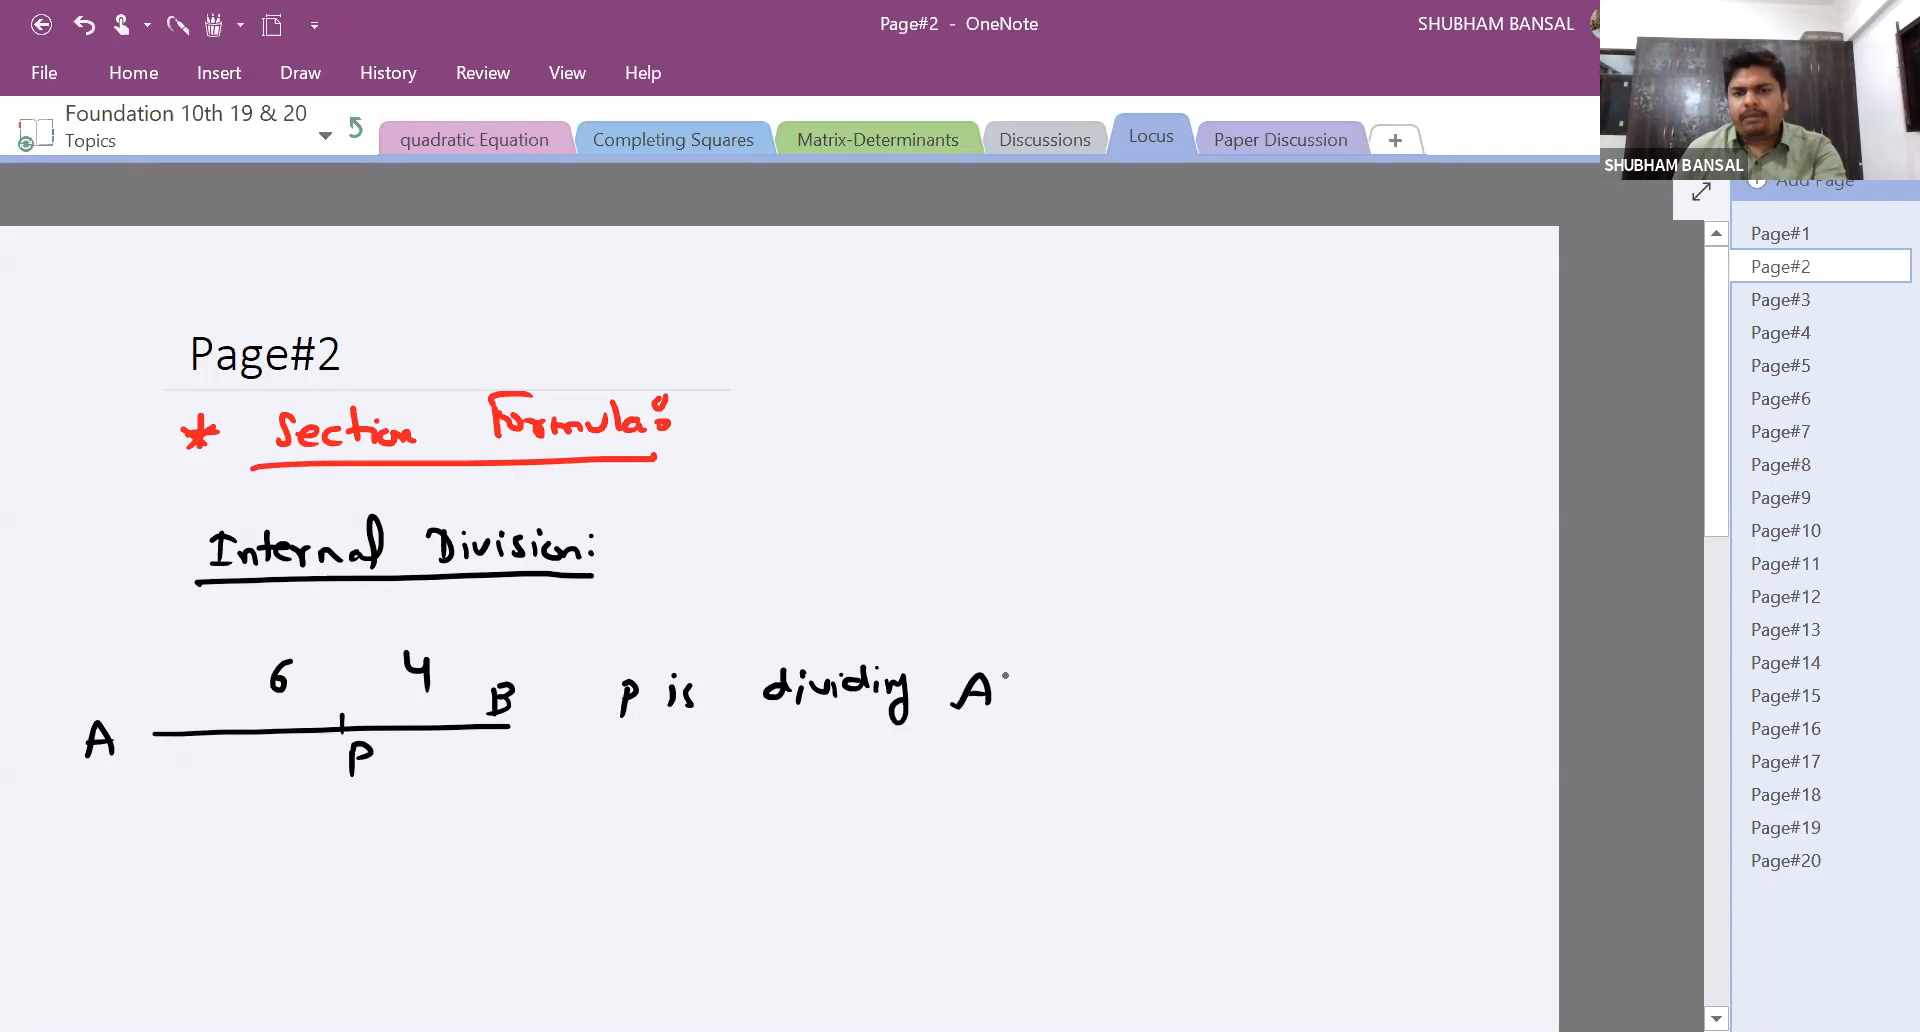 Page#2 - OneNote
SHUBHAM BANSAL
File Home Insert Draw History Review View Help
Foundation 10th 19 & 20
Topics
quadratic Equation Completing Squares Matrix-Determinants Discussions Locus Paper Discussion +
SHUBHAM BANSAL
Add Page
Page#1
Page#2
Page#3
Page#4
Page#5
Page#6
Page#7
Page#8
Page#9
Page#10
Page#11
Page#12
Page#13
Page#14
Page#15
Page#16
Page#17
Page#18
Page#19
Page#20
Page#2
* Section Formula:
Internal Division:
6 4
A B
P
P is dividing A